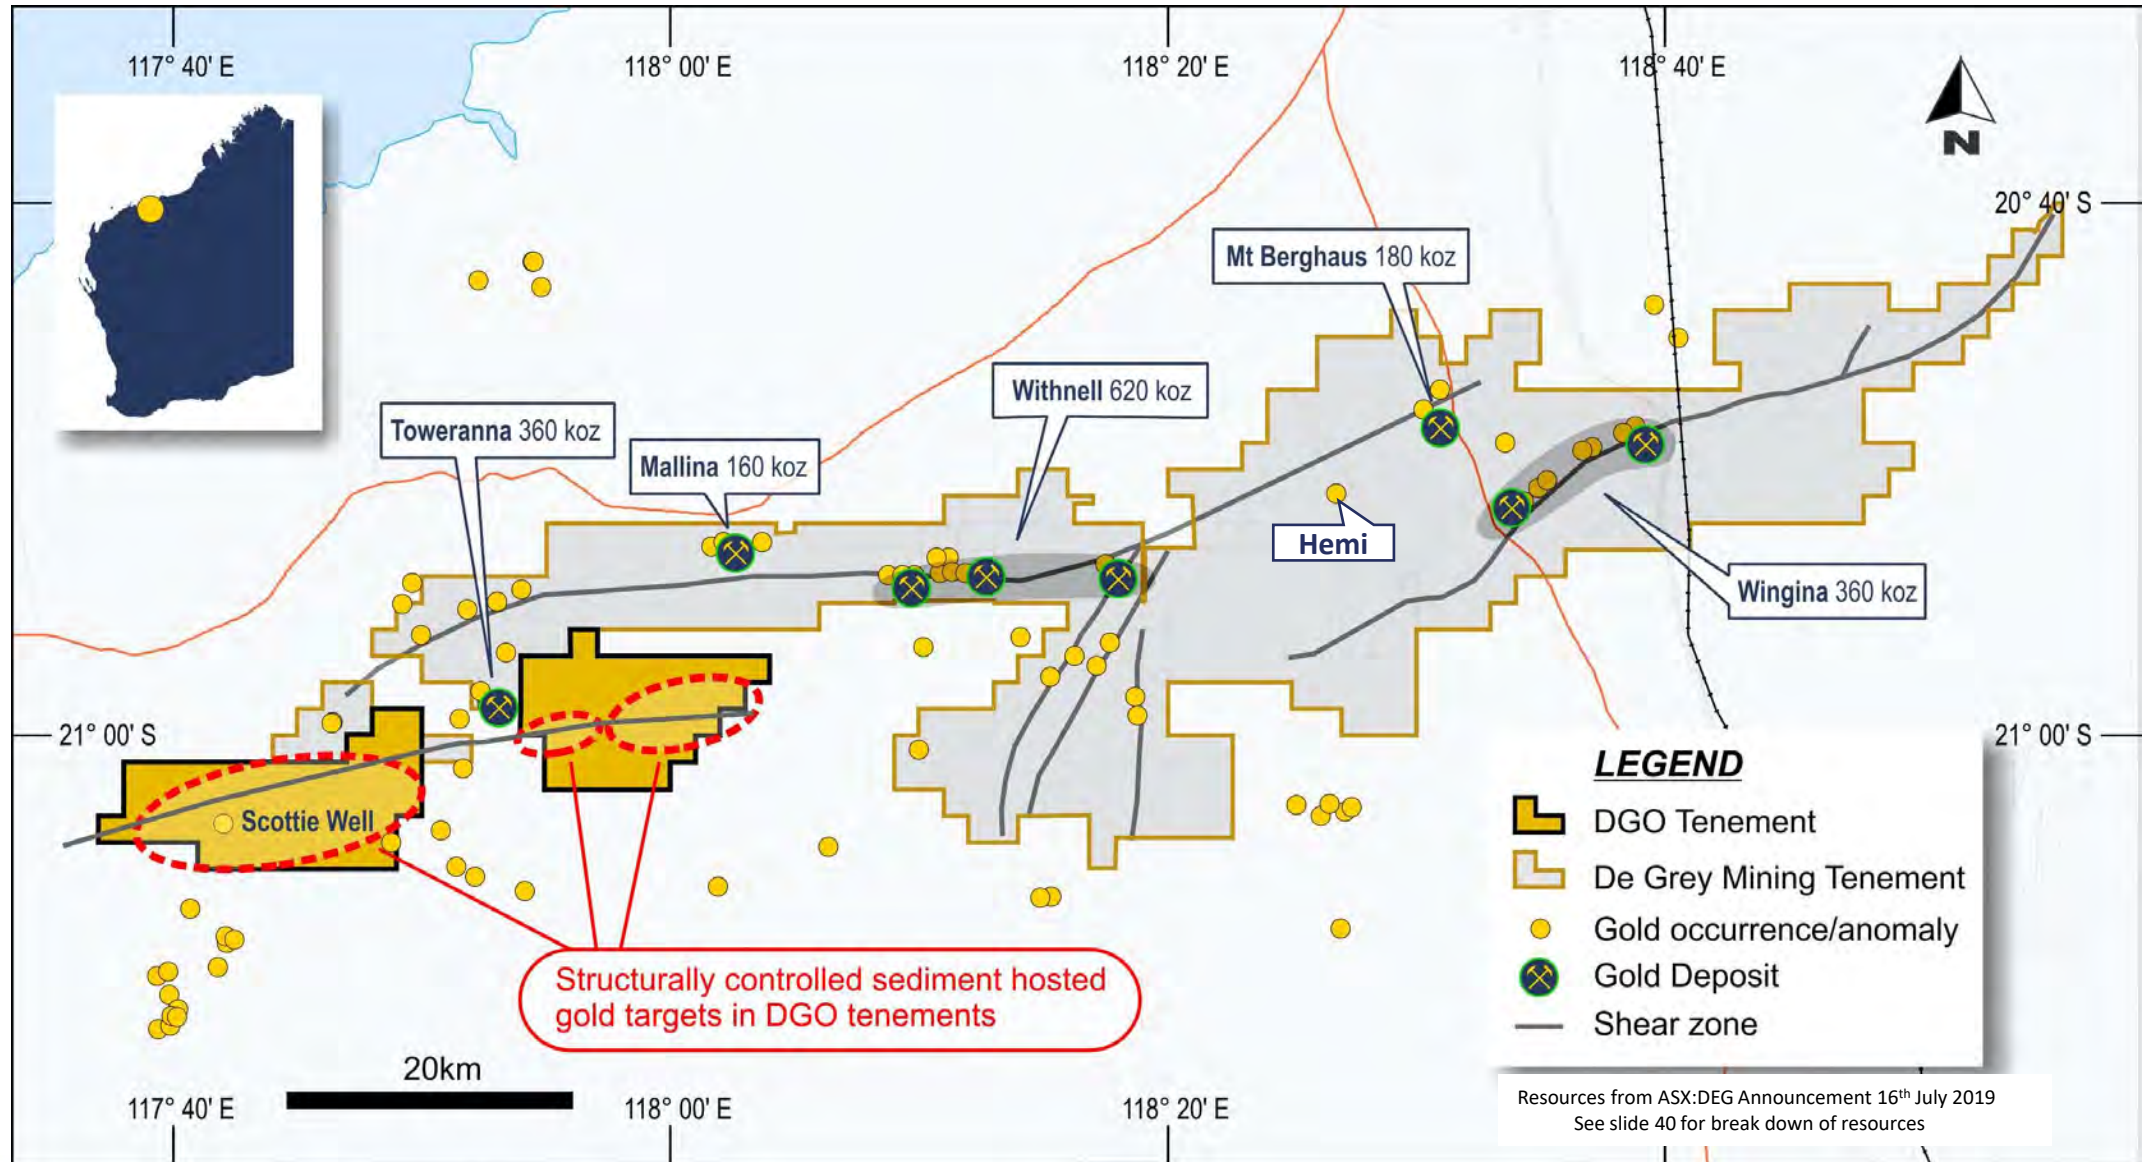 117° 40' E
118° 00' E
118° 20' E
118° 40' E
N
20° 40' S
Mt Berghaus 180 koz
Withnell 620 koz
Toweranna 360 koz
Mallina 160 koz
Hemi
Wingina 360 koz
21° 00' S
21° 00' S
Scottie Well
LEGEND
DGO Tenement
De Grey Mining Tenement
Gold occurrence/anomaly
Gold Deposit
Shear zone
Structurally controlled sediment hosted
gold targets in DGO tenements
20km
117° 40' E
118° 00' E
118° 20' E
Resources from ASX:DEG Announcement 16th July 2019
See slide 40 for break down of resources